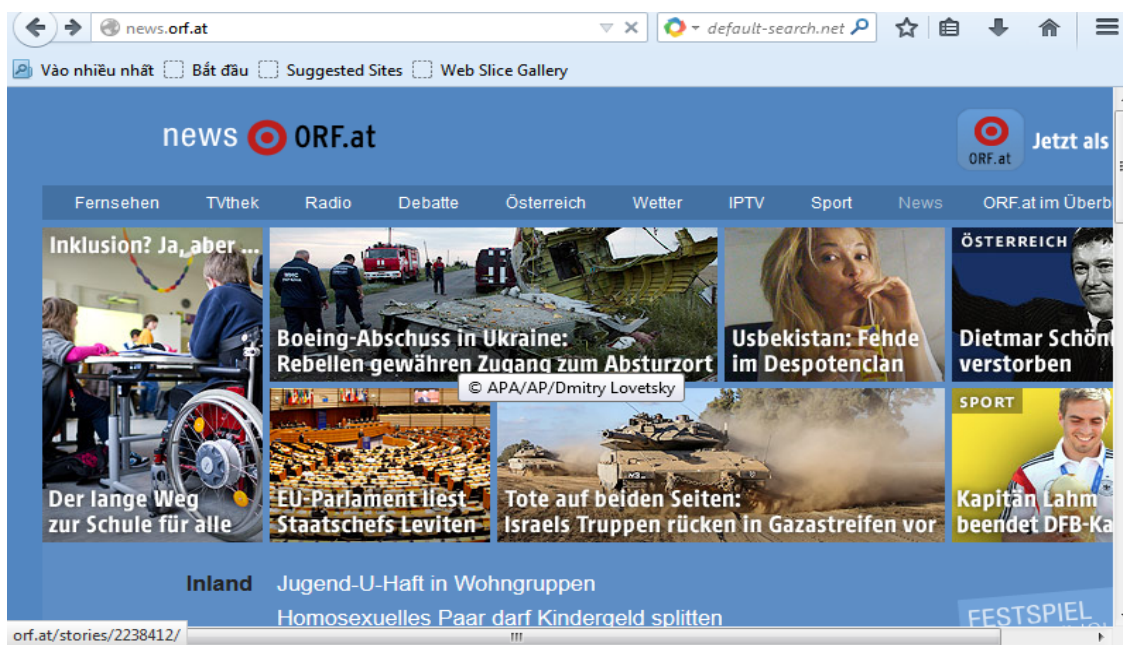 news.orf.at
default-search.net
Vào nhiều nhất
Bắt đầu
Suggested Sites
Web Slice Gallery
news ORF.at
ORF.at
Jetzt als
Fernsehen
TVthek
Radio
Debatte
Österreich
Wetter
IPTV
Sport
News
ORF.at im Überb
Inklusion? Ja, aber ...
Der lange Weg
zur Schule für alle
Boeing-Abschuss in Ukraine:
Rebellen gewähren Zugang zum Absturzort
© APA/AP/Dmitry Lovetsky
Usbekistan: Fehde
im Despotenclan
ÖSTERREICH
Dietmar Schönh
verstorben
EU-Parlament liest
Staatschefs Leviten
Tote auf beiden Seiten:
Israels Truppen rücken in Gazastreifen vor
SPORT
Kapitän Lahm
beendet DFB-Ka
Inland
Jugend-U-Haft in Wohngruppen
Homosexuelles Paar darf Kindergeld splitten
FESTSPIEL
orf.at/stories/2238412/